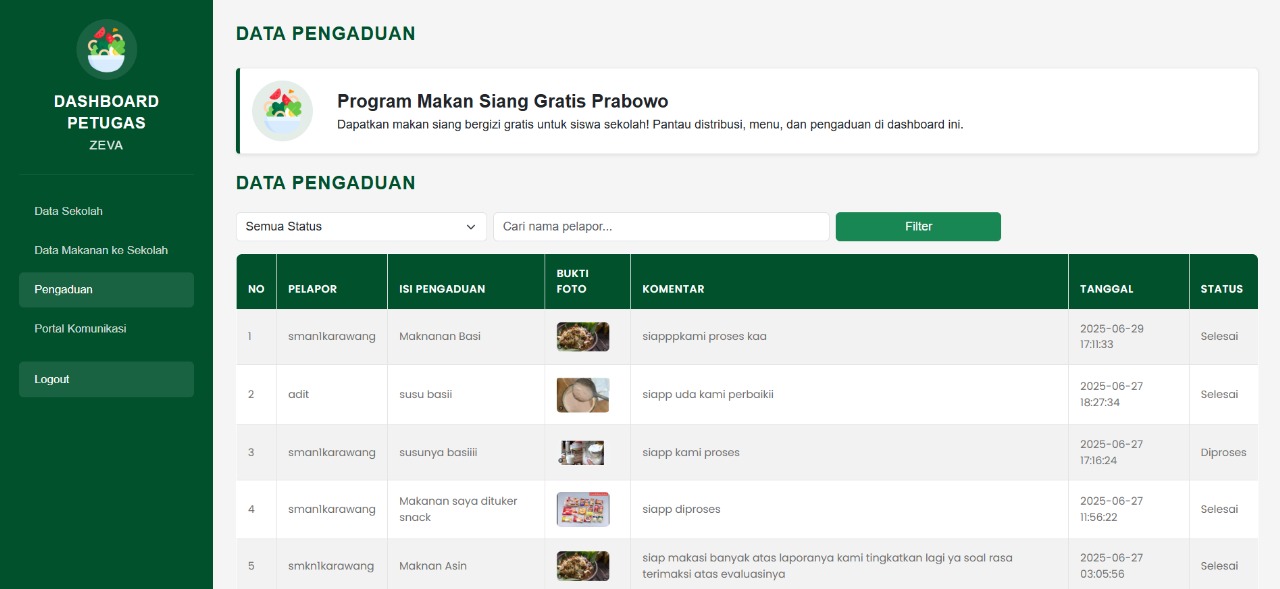 DASHBOARD
PETUGAS
ZEVA
Data Sekolah
Data Makanan ke Sekolah
Pengaduan
Portal Komunikasi
Logout
DATA PENGADUAN
Program Makan Siang Gratis Prabowo
Dapatkan makan siang bergizi gratis untuk siswa sekolah! Pantau distribusi, menu, dan pengaduan di dashboard ini.
DATA PENGADUAN
Semua Status
Cari nama pelapor...
Filter
NO PELAPOR ISI PENGADUAN BUKTI FOTO KOMENTAR TANGGAL STATUS
1 sman1karawang Maknanan Basi siapppkami proses kaa 2025-06-29 17:11:33 Selesai
2 adit susu basii siapp uda kami perbaikii 2025-06-27 18:27:34 Selesai
3 sman1karawang susunya basiiii siapp kami proses 2025-06-27 17:16:24 Diproses
4 sman1karawang Makanan saya dituker snack siapp diproses 2025-06-27 11:56:22 Selesai
5 smkn1karawang Maknan Asin siap makasi banyak atas laporanya kami tingkatkan lagi ya soal rasa terimaksi atas evaluasinya 2025-06-27 03:05:56 Selesai